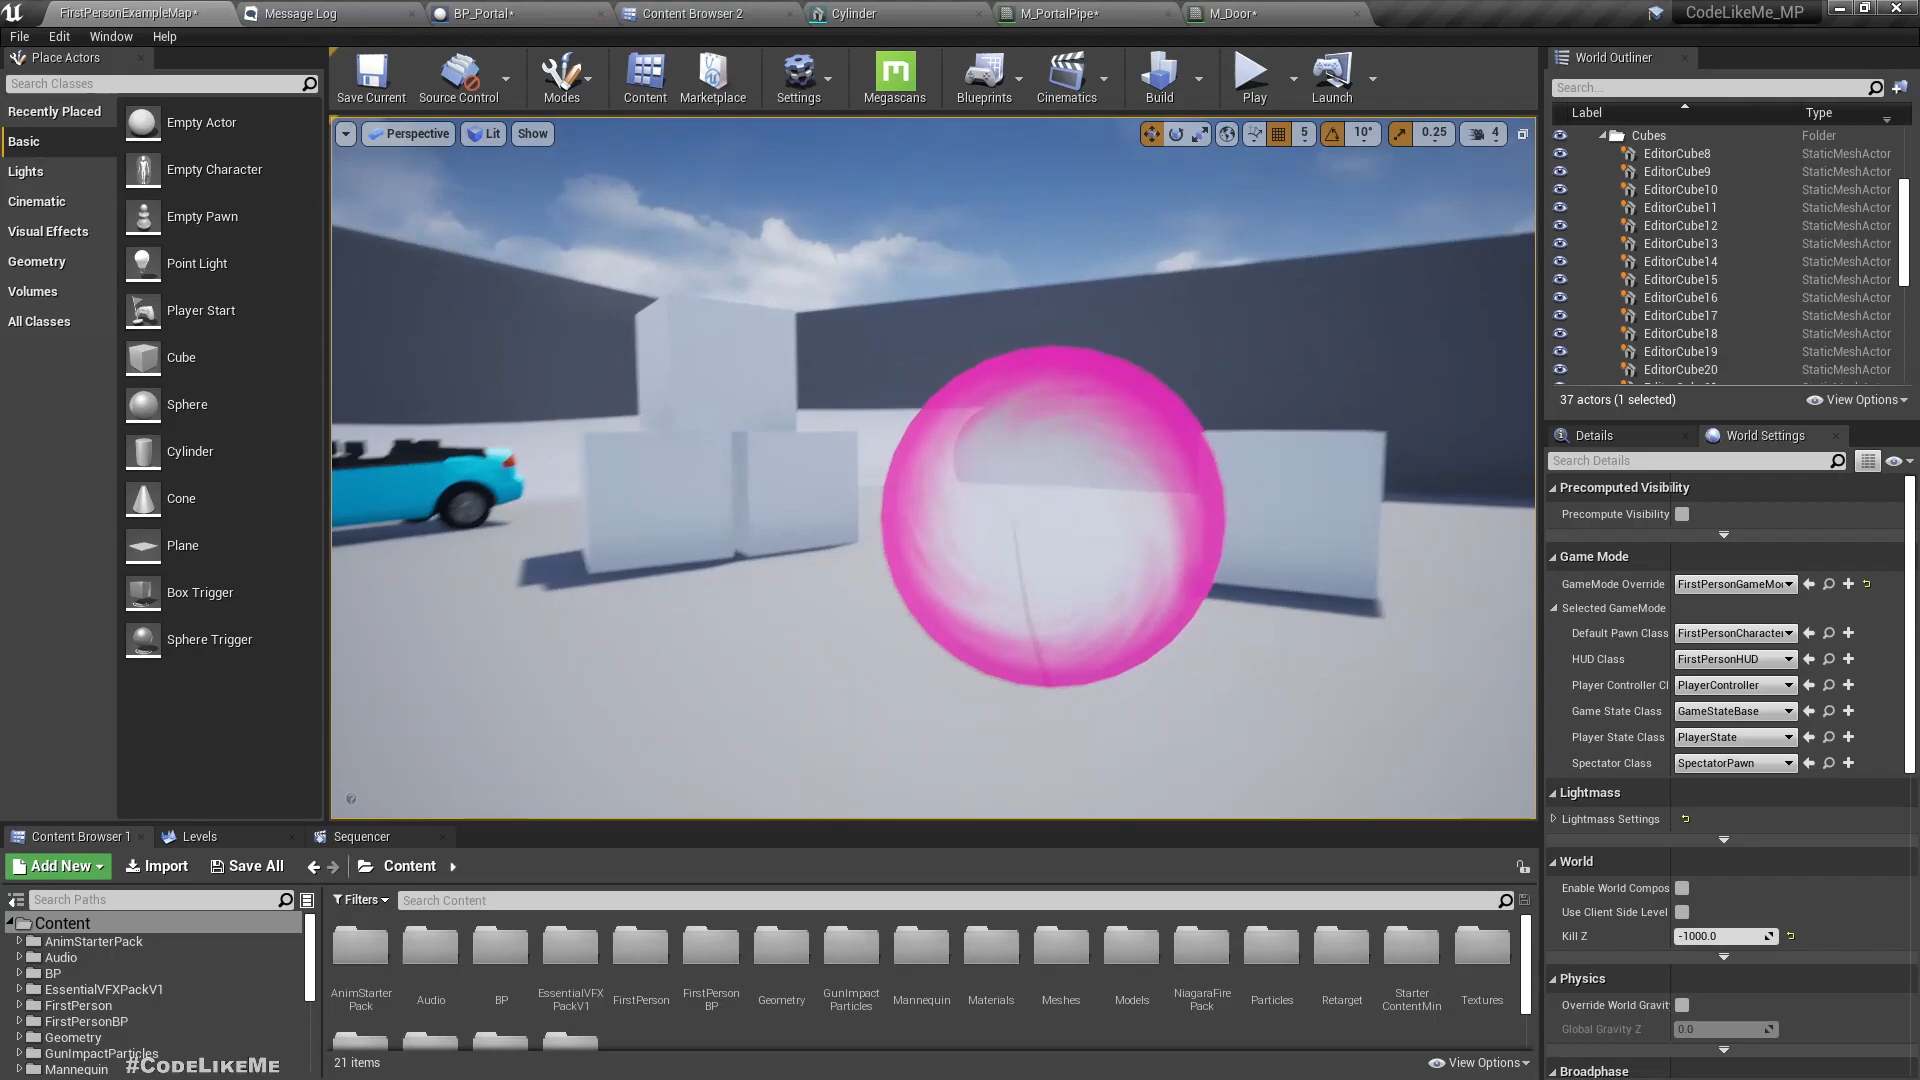 FirstPersonExampleMap*
Message Log
BP_Portal*
Content Browser 2
Cylinder
M_PortalPipe*
M_Door*
CodeLikeMe_MP
File Edit Window Help
Place Actors
Search Classes
Recently Placed
Basic
Lights
Cinematic
Visual Effects
Geometry
Volumes
All Classes
Empty Actor
Empty Character
Empty Pawn
Point Light
Player Start
Cube
Sphere
Cylinder
Cone
Plane
Box Trigger
Sphere Trigger
Save Current
Source Control
Modes
Content
Marketplace
Settings
Megascans
Blueprints
Cinematics
Build
Play
Launch
Perspective
Lit
Show
5
10°
0.25
4
World Outliner
Search...
Label Type
Cubes Folder
EditorCube8 StaticMeshActor
EditorCube9 StaticMeshActor
EditorCube10 StaticMeshActor
EditorCube11 StaticMeshActor
EditorCube12 StaticMeshActor
EditorCube13 StaticMeshActor
EditorCube14 StaticMeshActor
EditorCube15 StaticMeshActor
EditorCube16 StaticMeshActor
EditorCube17 StaticMeshActor
EditorCube18 StaticMeshActor
EditorCube19 StaticMeshActor
EditorCube20 StaticMeshActor
37 actors (1 selected)
View Options
Details
World Settings
Search Details
Precomputed Visibility
Precompute Visibility
Game Mode
GameMode Override FirstPersonGameMo
Selected GameMode
Default Pawn Class FirstPersonCharacter
HUD Class FirstPersonHUD
Player Controller Cl PlayerController
Game State Class GameStateBase
Player State Class PlayerState
Spectator Class SpectatorPawn
Lightmass
Lightmass Settings
World
Enable World Compos
Use Client Side Level
Kill Z -1000.0
Physics
Override World Gravit
Global Gravity Z 0.0
Broadphase
Content Browser 1
Levels
Sequencer
Add New
Import
Save All
Content
Search Paths
Filters
Search Content
Content
AnimStarterPack
Audio
BP
EssentialVFXPackV1
FirstPerson
FirstPersonBP
Geometry
GunImpactParticles
Mannequin
#CodeLikeMe
AnimStarter
Pack
Audio
BP
EssentialVFX
PackV1
FirstPerson
FirstPerson
BP
Geometry
GunImpact
Particles
Mannequin
Materials
Meshes
Models
NiagaraFire
Pack
Particles
Retarget
Starter
ContentMin
Textures
21 items
View Options